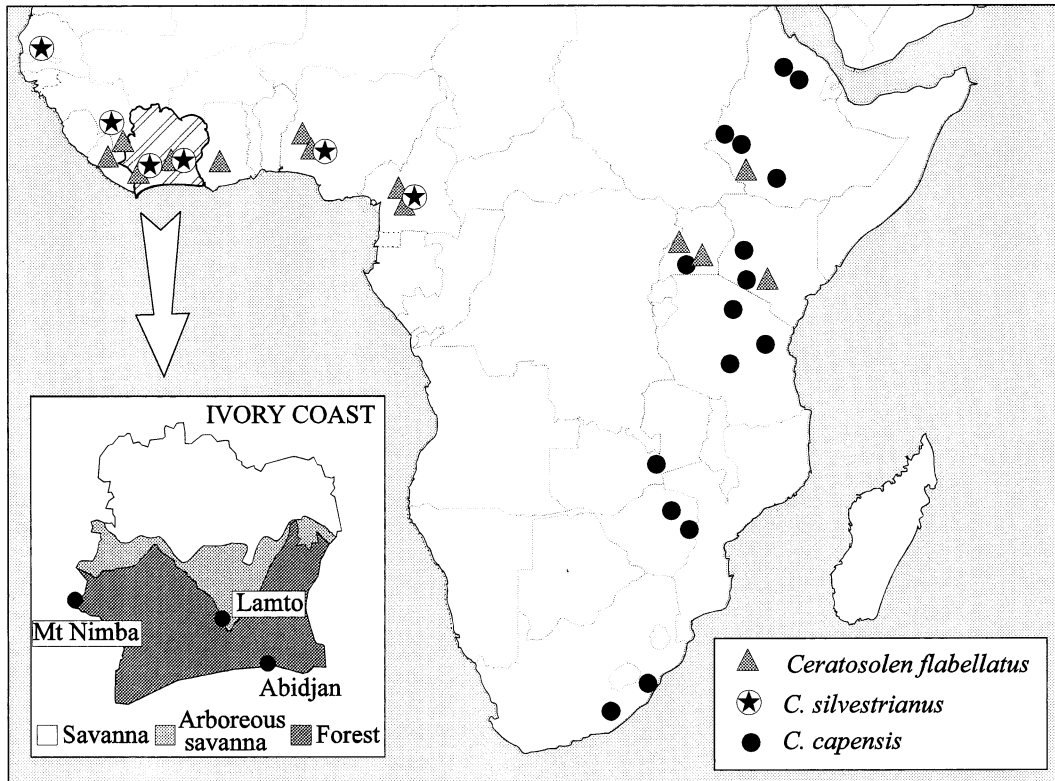 IVORY COAST
Lamto
Mt Nimba
Abidjan
Savanna
Arboreous
savanna
Forest
Ceratosolen flabellatus
C. silvestrianus
C. capensis